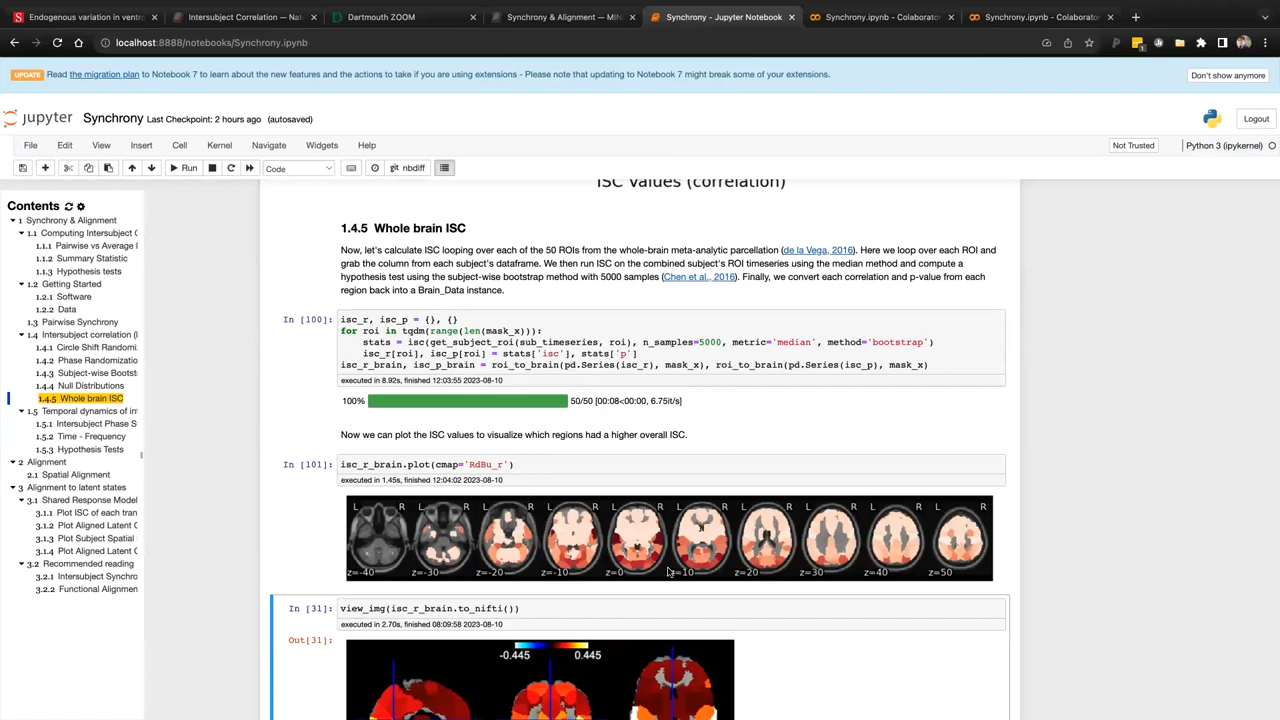 Endogenous variation in ventro
Intersubject Correlation — Nat
Dartmouth ZOOM
Synchrony & Alignment — MIN
Synchrony - Jupyter Notebook
Synchrony.ipynb - Colaborator
Synchrony.ipynb - Colaborator
localhost:8888/notebooks/Synchrony.ipynb
UPDATE Read the migration plan to Notebook 7 to learn about the new features and the actions to take if you are using extensions - Please note that updating to Notebook 7 might break some of your extensions.
Don't show anymore
jupyter Synchrony Last Checkpoint: 2 hours ago (autosaved)
Logout
File Edit View Insert Cell Kernel Navigate Widgets Help
Not Trusted
Python 3 (ipykernel)
Run
Code
nbdiff
Contents
1 Synchrony & Alignment
1.1 Computing Intersubject C
1.1.1 Pairwise vs Average I
1.1.2 Summary Statistic
1.1.3 Hypothesis tests
1.2 Getting Started
1.2.1 Software
1.2.2 Data
1.3 Pairwise Synchrony
1.4 Intersubject correlation (I
1.4.1 Circle Shift Randomi
1.4.2 Phase Randomizatio
1.4.3 Subject-wise Bootst
1.4.4 Null Distributions
1.4.5 Whole brain ISC
1.5 Temporal dynamics of int
1.5.1 Intersubject Phase S
1.5.2 Time - Frequency
1.5.3 Hypothesis Tests
2 Alignment
2.1 Spatial Alignment
3 Alignment to latent states
3.1 Shared Response Model
3.1.1 Plot ISC of each tran
3.1.2 Plot Aligned Latent C
3.1.3 Plot Subject Spatial
3.1.4 Plot Aligned Latent C
3.2 Recommended reading
3.2.1 Intersubject Synchro
3.2.2 Functional Alignmen
ISC Values (correlation)
1.4.5 Whole brain ISC
Now, let's calculate ISC looping over each of the 50 ROIs from the whole-brain meta-analytic parcellation (de la Vega, 2016). Here we loop over each ROI and
grab the column from each subject's dataframe. We then run ISC on the combined subject's ROI timeseries using the median method and compute a
hypothesis test using the subject-wise bootstrap method with 5000 samples (Chen et al., 2016). Finally, we convert each correlation and p-value from each
region back into a Brain_Data instance.
In [100]:
isc_r, isc_p = {}, {}
for roi in tqdm(range(len(mask_x))):
stats = isc(get_subject_roi(sub_timeseries, roi), n_samples=5000, metric='median', method='bootstrap')
isc_r[roi], isc_p[roi] = stats['isc'], stats['p']
isc_r_brain, isc_p_brain = roi_to_brain(pd.Series(isc_r), mask_x), roi_to_brain(pd.Series(isc_p), mask_x)
executed in 8.92s, finished 12:03:55 2023-08-10
100% 50/50 [00:08<00:00, 6.75it/s]
Now we can plot the ISC values to visualize which regions had a higher overall ISC.
In [101]: isc_r_brain.plot(cmap='RdBu_r')
executed in 1.45s, finished 12:04:02 2023-08-10
L R L R L R L R L R L R L R L R L R L R
z=-40 z=-30 z=-20 z=-10 z=0 z=10 z=20 z=30 z=40 z=50
In [31]: view_img(isc_r_brain.to_nifti())
executed in 2.70s, finished 08:09:58 2023-08-10
Out[31]:
-0.445 0.445